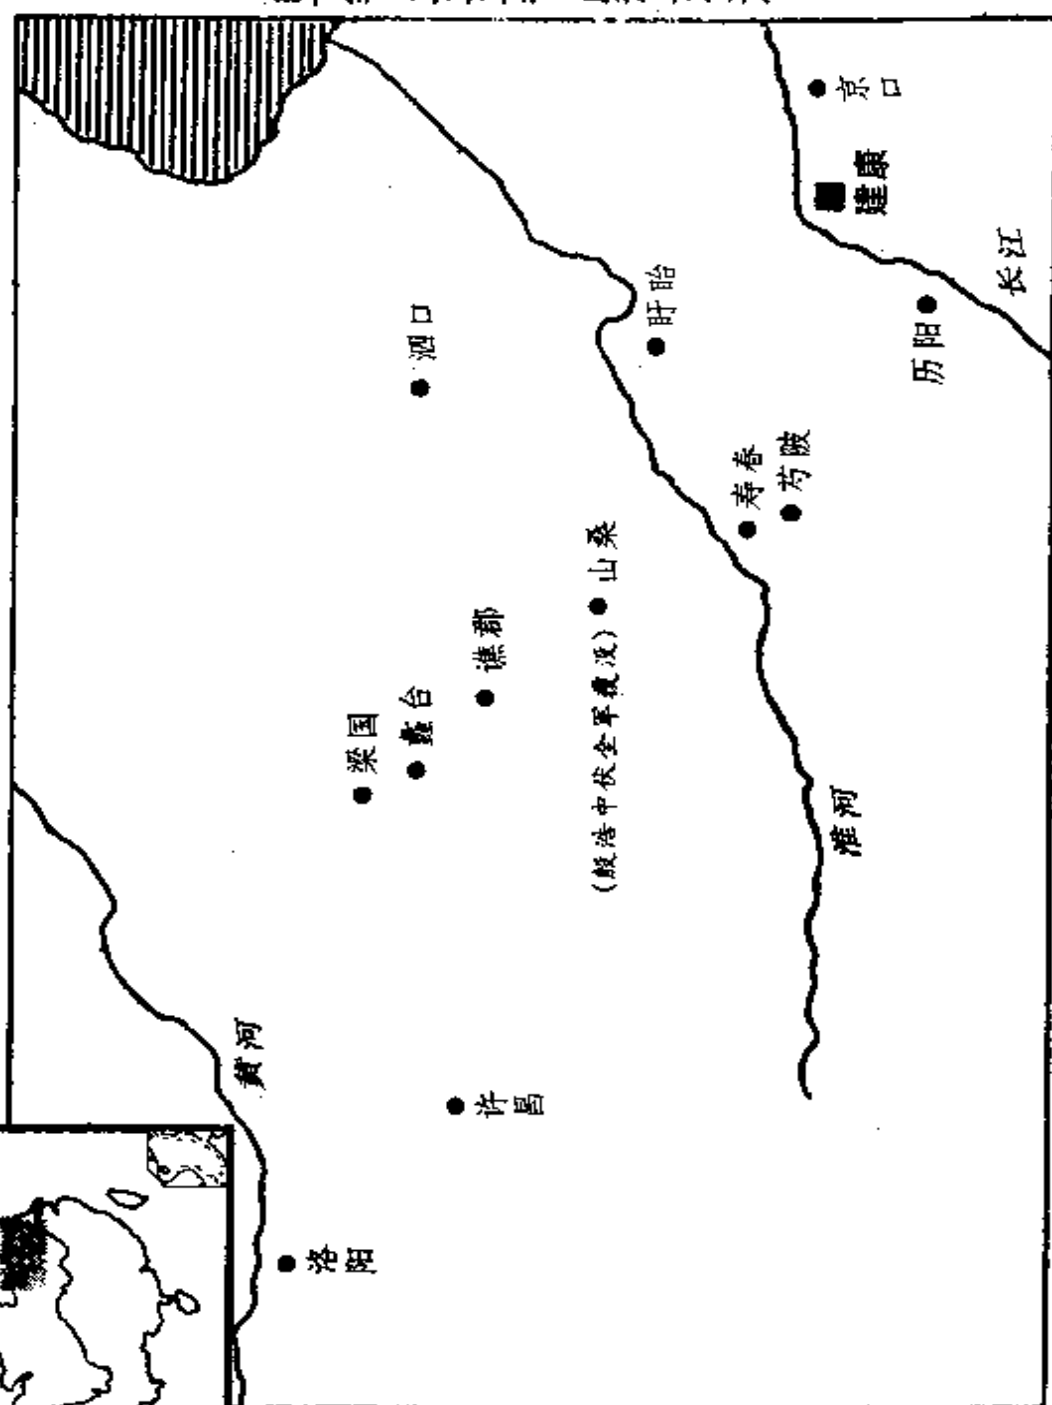 京口
建康
长江
历阳
盱眙
泗口
寿春
芍陂
山桑
(殷浩中伏全军覆没)
谯郡
蠡台
梁国
淮河
黄河
许昌
洛阳